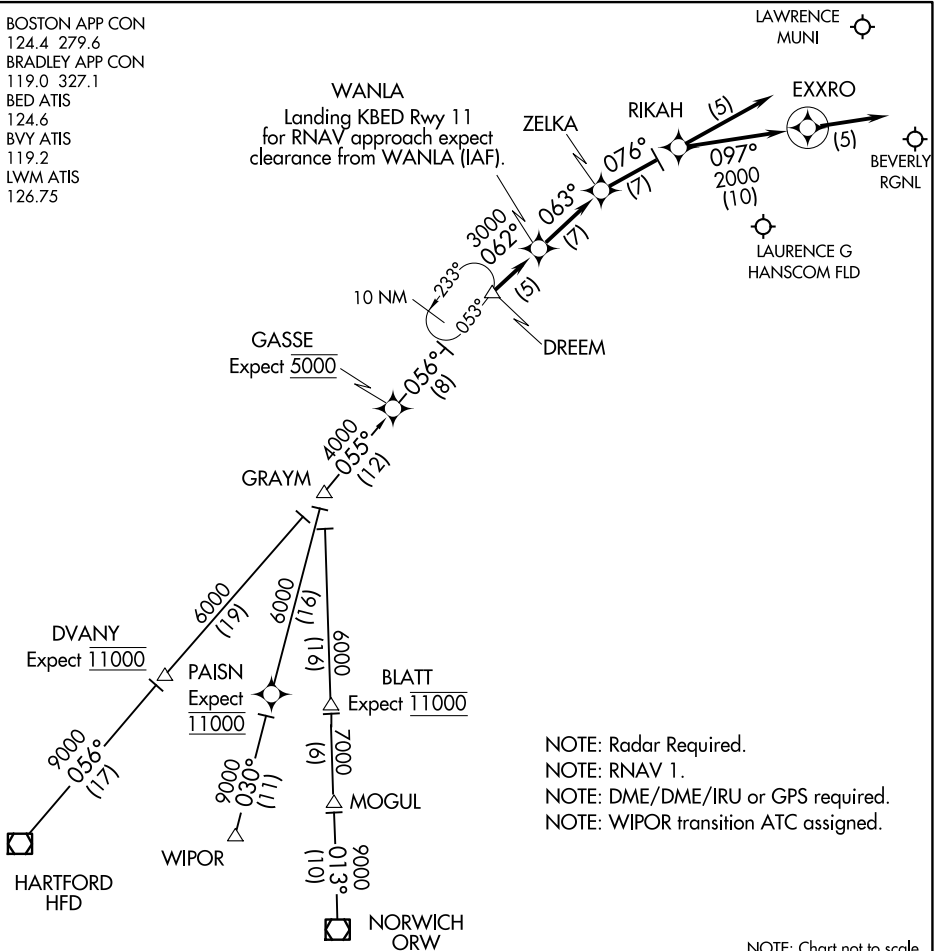 BOSTON APP CON
124.4 279.6
BRADLEY APP CON
119.0 327.1
BED ATIS
124.6
BVY ATIS
119.2
LWM ATIS
126.75
LAWRENCE
MUNI
WANLA
Landing KBED Rwy 11
for RNAV approach expect
clearance from WANLA (IAF).
ZELKA
RIKAH
EXXRO
(5)
(5)
BEVERLY
RGNL
076°
(7)
097°
2000
(10)
LAURENCE G
HANSCOM FLD
063°
(7)
3000
062°
(5)
233°
053°
10 NM
DREEM
GASSE
Expect 5000
056°
(8)
4000
055°
(12)
GRAYM
6000
(19)
6000
(16)
6000
(16)
DVANY
Expect 11000
PAISN
Expect
11000
BLATT
Expect 11000
9000
056°
(17)
9000
030°
(11)
7000
(6)
MOGUL
WIPOR
9000
013°
(10)
HARTFORD
HFD
NORWICH
ORW
NOTE: Radar Required.
NOTE: RNAV 1.
NOTE: DME/DME/IRU or GPS required.
NOTE: WIPOR transition ATC assigned.
NOTE: Chart not to scale